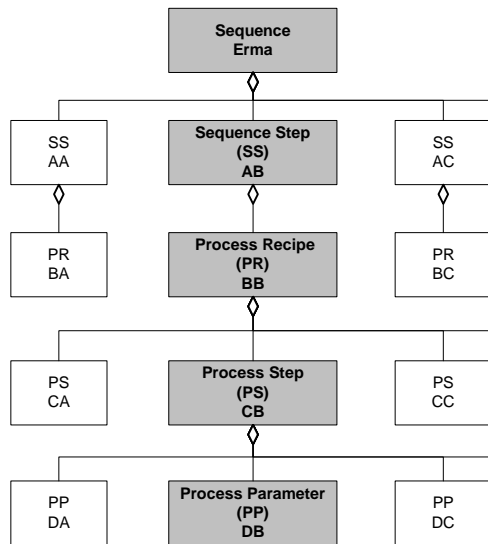 Sequence
Erma
SS
AA
Sequence Step
(SS)
AB
SS
AC
PR
BA
Process Recipe
(PR)
BB
PR
BC
PS
CA
Process Step
(PS)
CB
PS
CC
PP
DA
Process Parameter
(PP)
DB
PP
DC